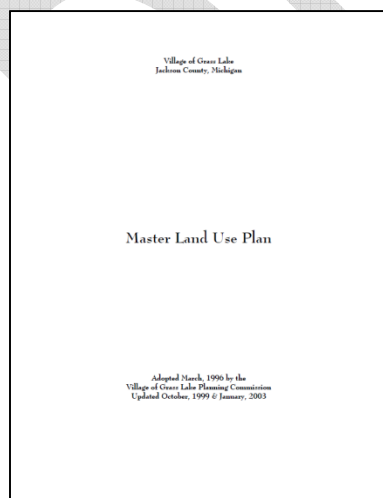 Village of Grass Lake
Jackson County, Michigan
Master Land Use Plan
Adopted March, 1996 by the
Village of Grass Lake Planning Commission
Updated October, 1999 & January, 2003